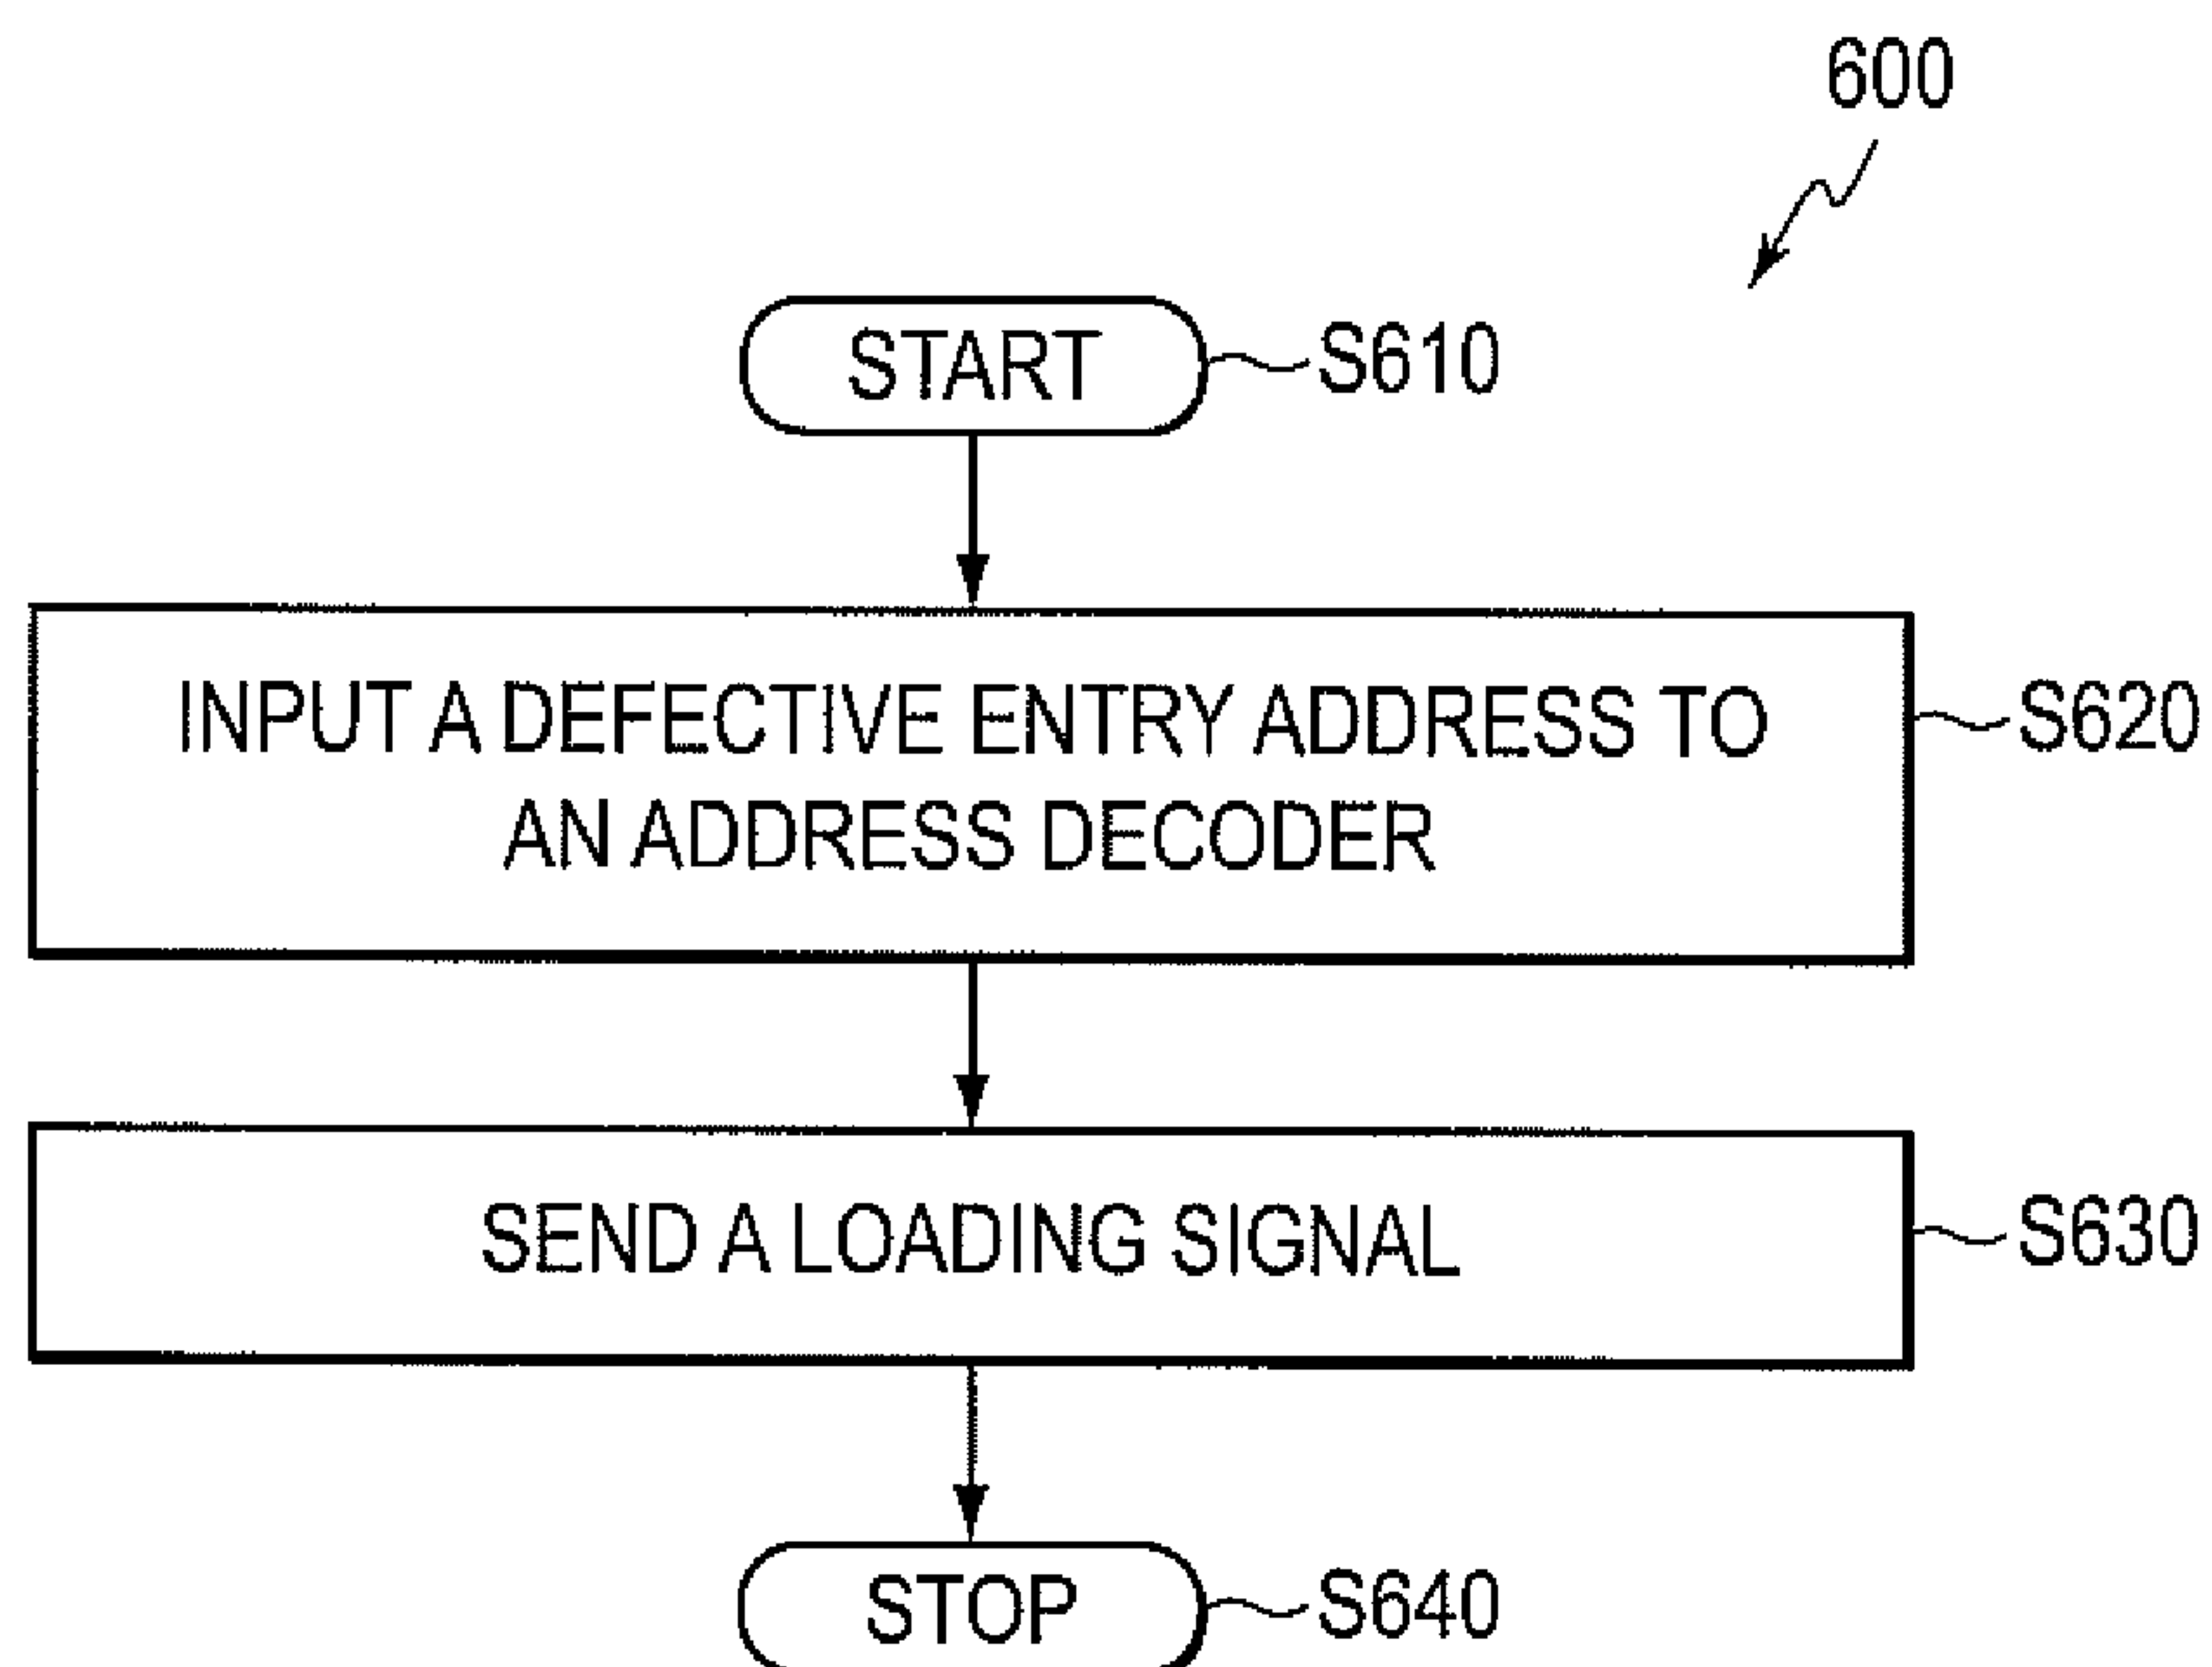 600
START
S610
INPUT A DEFECTIVE ENTRY ADDRESS TO
AN ADDRESS DECODER
S620
SEND A LOADING SIGNAL
S630
STOP
S640